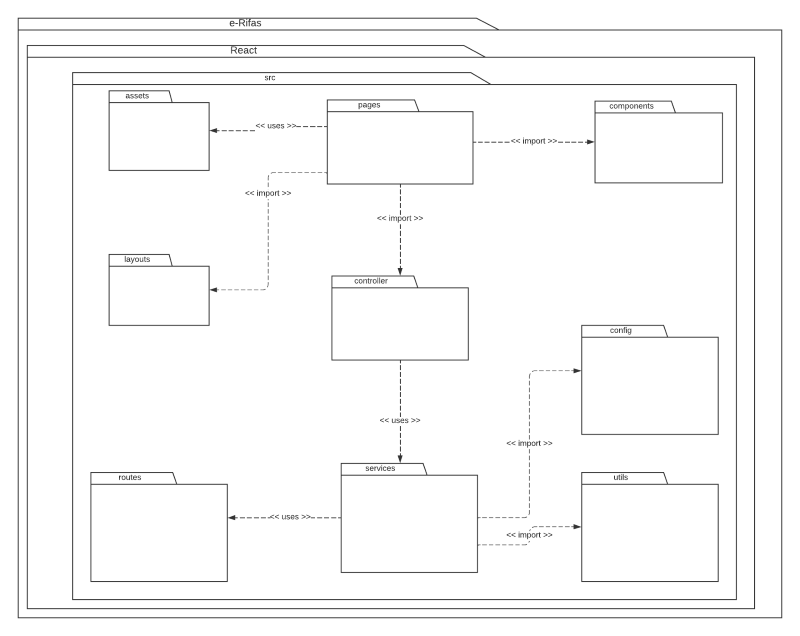 e-Rifas
React
src
assets
pages
components
<< uses >>
<< import >>
<< import >>
<< import >>
layouts
controller
config
<< uses >>
<< import >>
services
routes
utils
<< uses >>
<< import >>